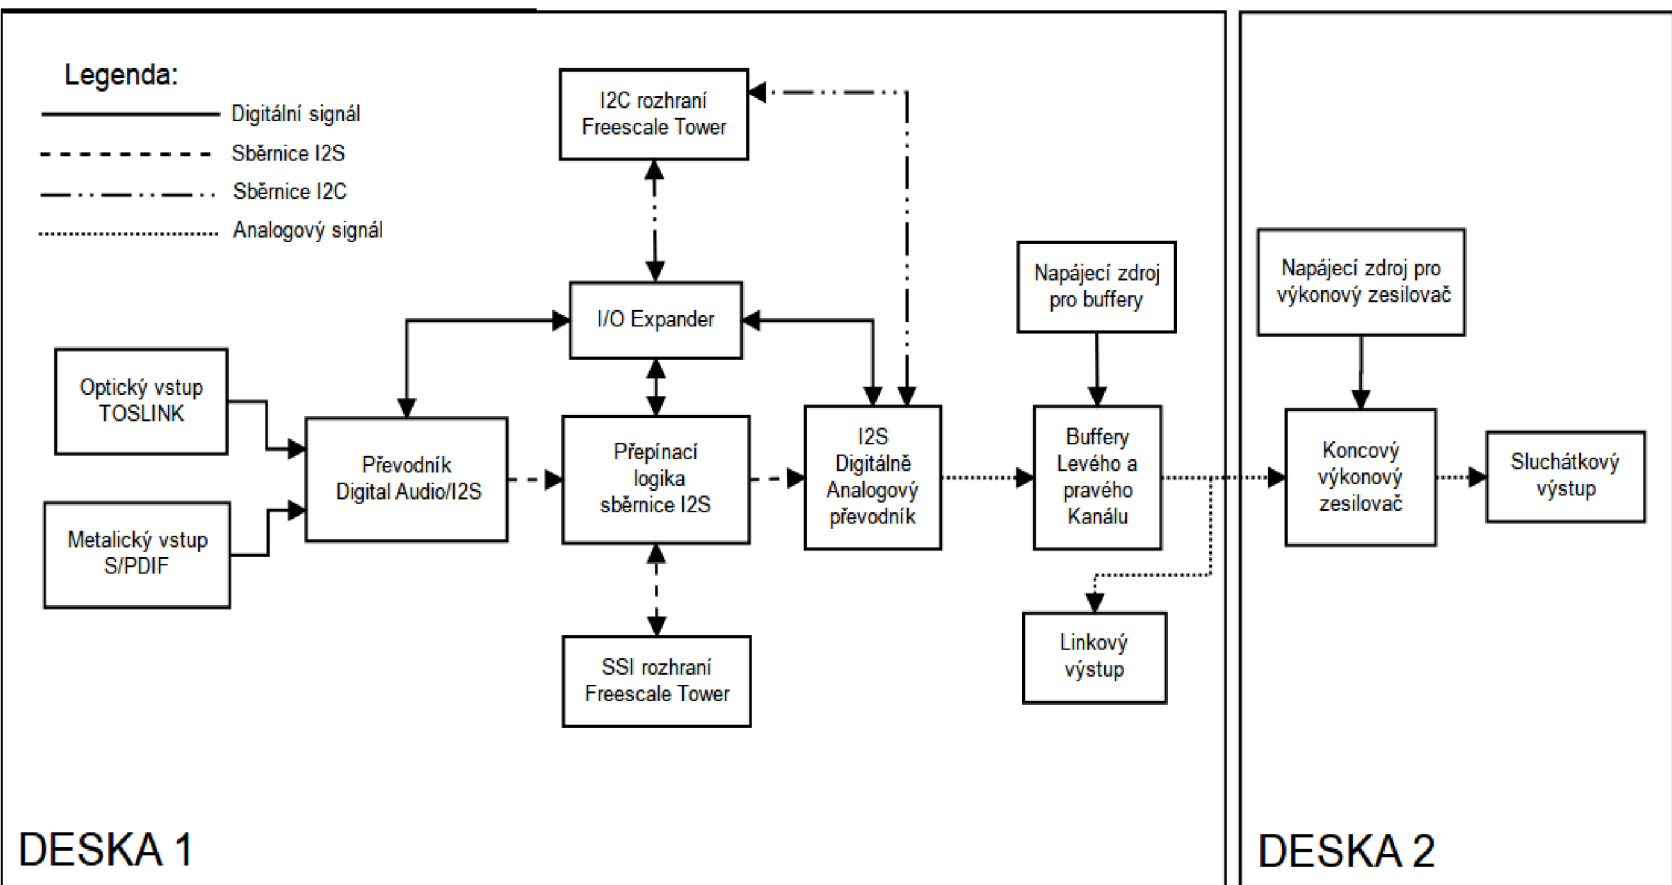 Legenda:
Digitální signál
Sběrnice I2S
Sběrnice I2C
Analogový signál
I2C rozhraní
Freescale Tower
I/O Expander
Napájecí zdroj
pro buffery
Napájecí zdroj pro
výkonový zesilovač
Optický vstup
TOSLINK
Metalický vstup
S/PDIF
Převodník
Digital Audio/I2S
Přepínací
logika
sběrnice I2S
I2S
Digitálně
Analogový
převodník
Buffery
Levého a
pravého
Kanálu
Koncový
výkonový
zesilovač
Sluchátkový
výstup
SSI rozhraní
Freescale Tower
Linkový
výstup
DESKA 1
DESKA 2